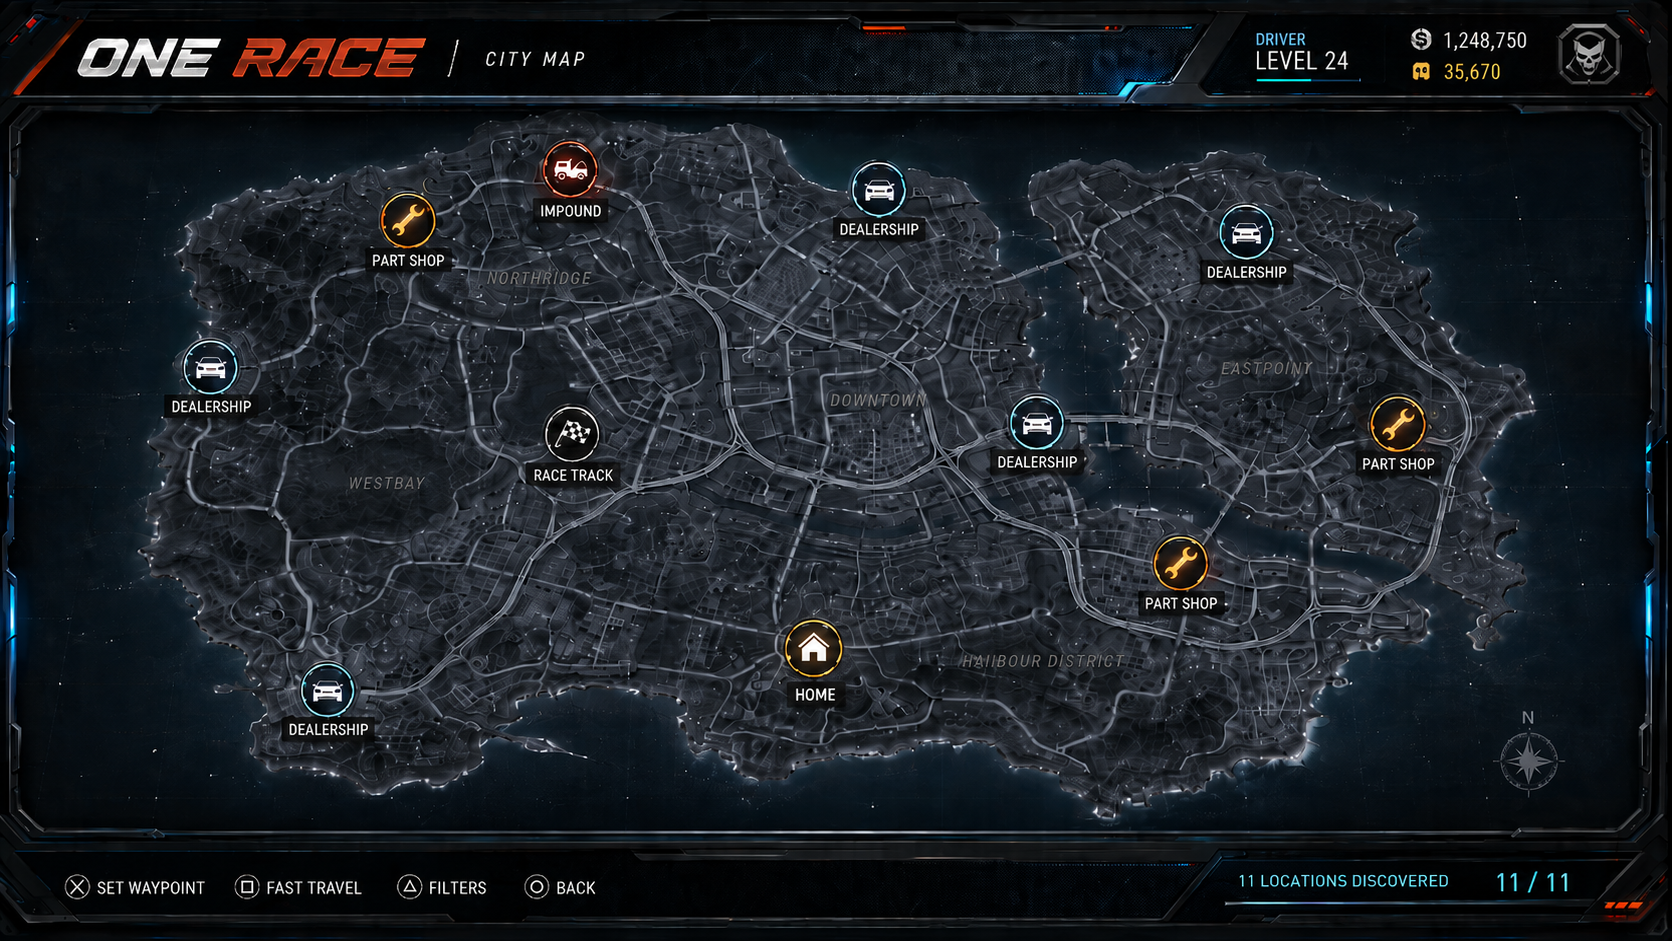 ONE RACE
CITY MAP
DRIVER
LEVEL 24
1,248,750
35,670
IMPOUND
PART SHOP
DEALERSHIP
DEALERSHIP
NORTHRIDGE
DEALERSHIP
EASTPOINT
DOWNTOWN
DEALERSHIP
RACE TRACK
DEALERSHIP
PART SHOP
WESTBAY
PART SHOP
HAIIBOUR DISTRICT
HOME
DEALERSHIP
N
SET WAYPOINT
FAST TRAVEL
FILTERS
BACK
11 LOCATIONS DISCOVERED
11 / 11